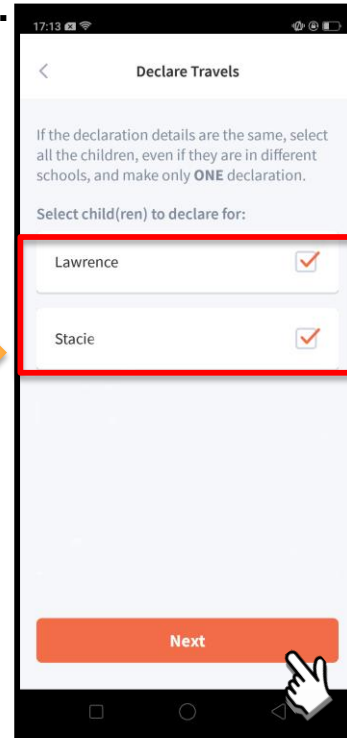 17:13
Declare Travels
If the declaration details are the same, select
all the children, even if they are in different
schools, and make only ONE declaration.
Select child(ren) to declare for:
Lawrence
Stacie
Next